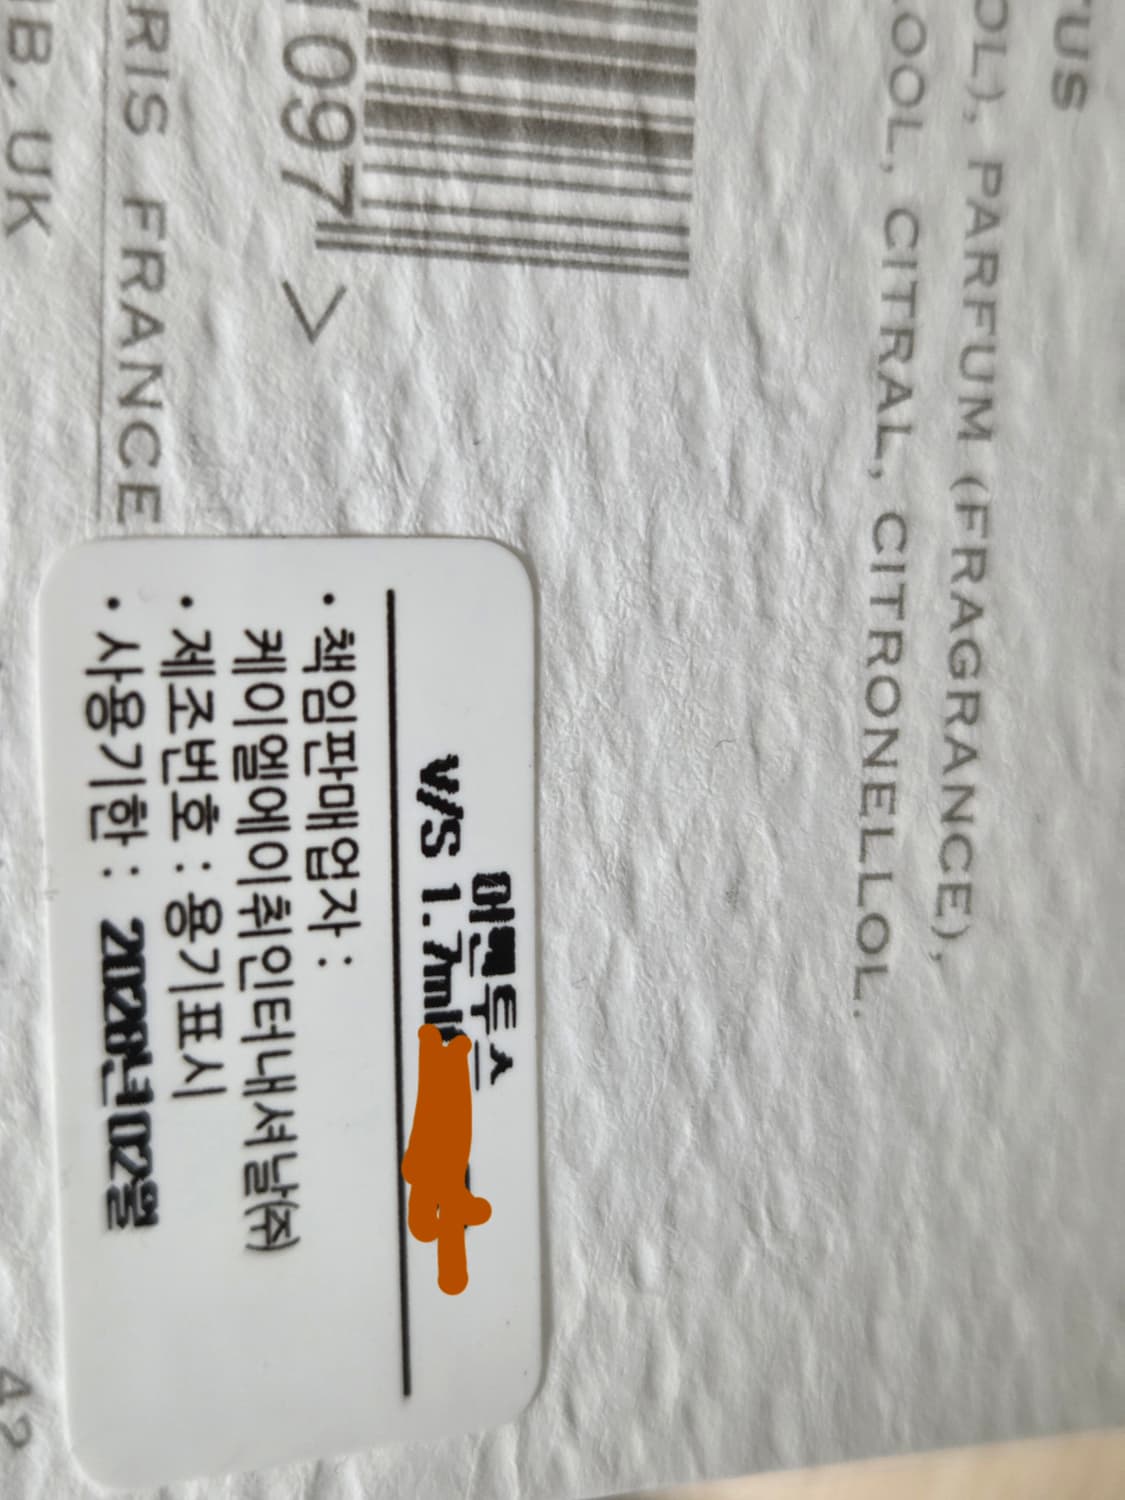 TUS
OL), PARFUM (FRAGRANCE),
LOOL, CITRAL, CITRONELLOL.
097 >
RIS FRANCE
B. UK
V/S 1.7ml
· 책임판매업자 :
케이엘에이취인터내셔날(주)
· 제조번호 : 용기표시
· 사용기한 : 2028년02월
42